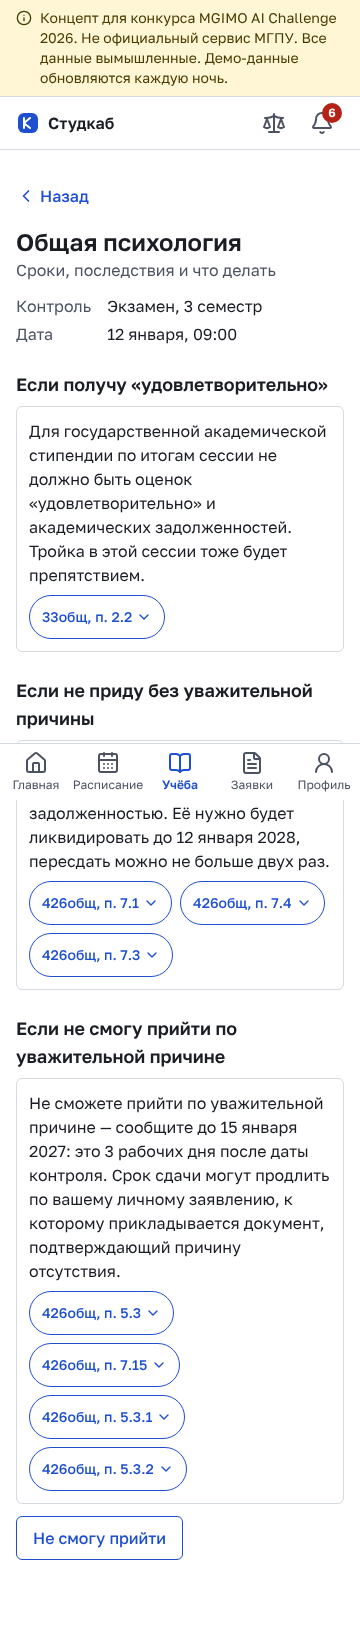 Концепт для конкурса MGIMO AI Challenge
2026. Не официальный сервис МГПУ. Все
данные вымышленные. Демо-данные
обновляются каждую ночь.
Студкаб
6
Назад
Общая психология
Сроки, последствия и что делать
Контроль Экзамен, 3 семестр
Дата 12 января, 09:00
Если получу «удовлетворительно»
Для государственной академической
стипендии по итогам сессии не
должно быть оценок
«удовлетворительно» и
академических задолженностей.
Тройка в этой сессии тоже будет
препятствием.
33общ, п. 2.2
Если не приду без уважительной
причины
Главная Расписание Учёба Заявки Профиль
задолженностью. Её нужно будет
ликвидировать до 12 января 2028,
пересдать можно не больше двух раз.
426общ, п. 7.1 426общ, п. 7.4
426общ, п. 7.3
Если не смогу прийти по
уважительной причине
Не сможете прийти по уважительной
причине — сообщите до 15 января
2027: это 3 рабочих дня после даты
контроля. Срок сдачи могут продлить
по вашему личному заявлению, к
которому прикладывается документ,
подтверждающий причину
отсутствия.
426общ, п. 5.3
426общ, п. 7.15
426общ, п. 5.3.1
426общ, п. 5.3.2
Не смогу прийти